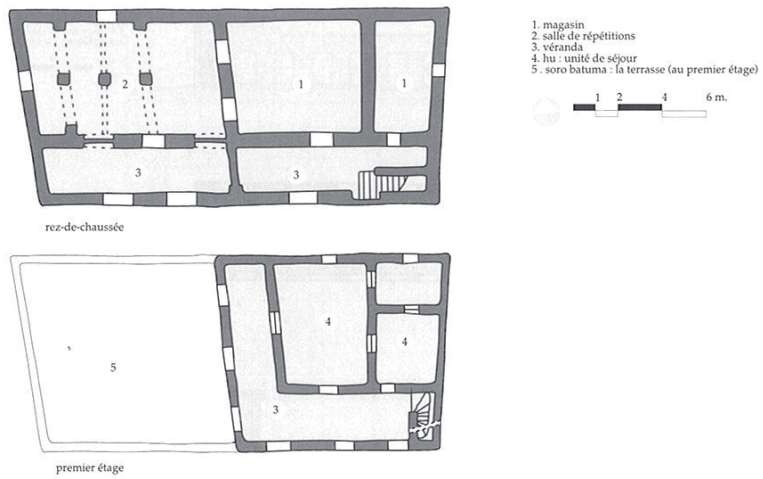 1. magasin
2. salle de répétitions
3. véranda
4. hu : unité de séjour
5 . soro batuma : la terrasse (au premier étage)
1 2 4 6 m.
2 1 1
3 3
rez-de-chaussée
4
4
5
3
premier étage